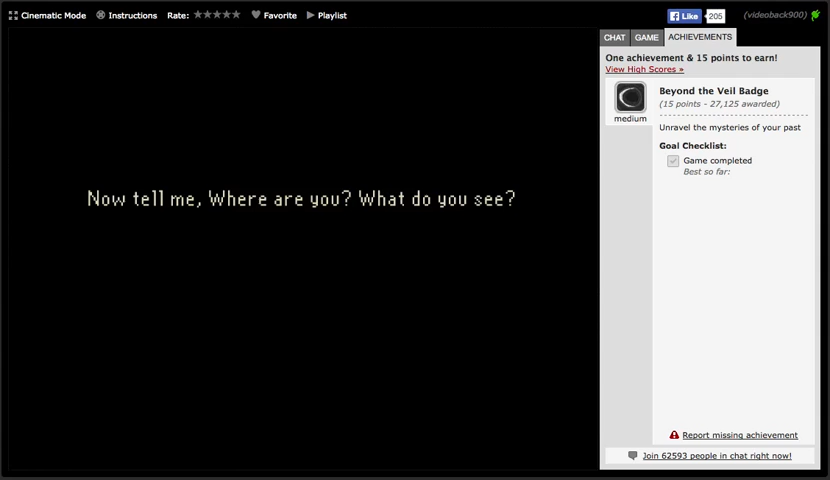 Cinematic Mode Instructions Rate: Favorite Playlist Like 205 (videoback900)
CHAT GAME ACHIEVEMENTS
One achievement & 15 points to earn!
View High Scores »
Beyond the Veil Badge
(15 points - 27,125 awarded)
medium
Unravel the mysteries of your past
Goal Checklist:
Game completed
Best so far:
Now tell me, Where are you? What do you see?
Report missing achievement
Join 62593 people in chat right now!